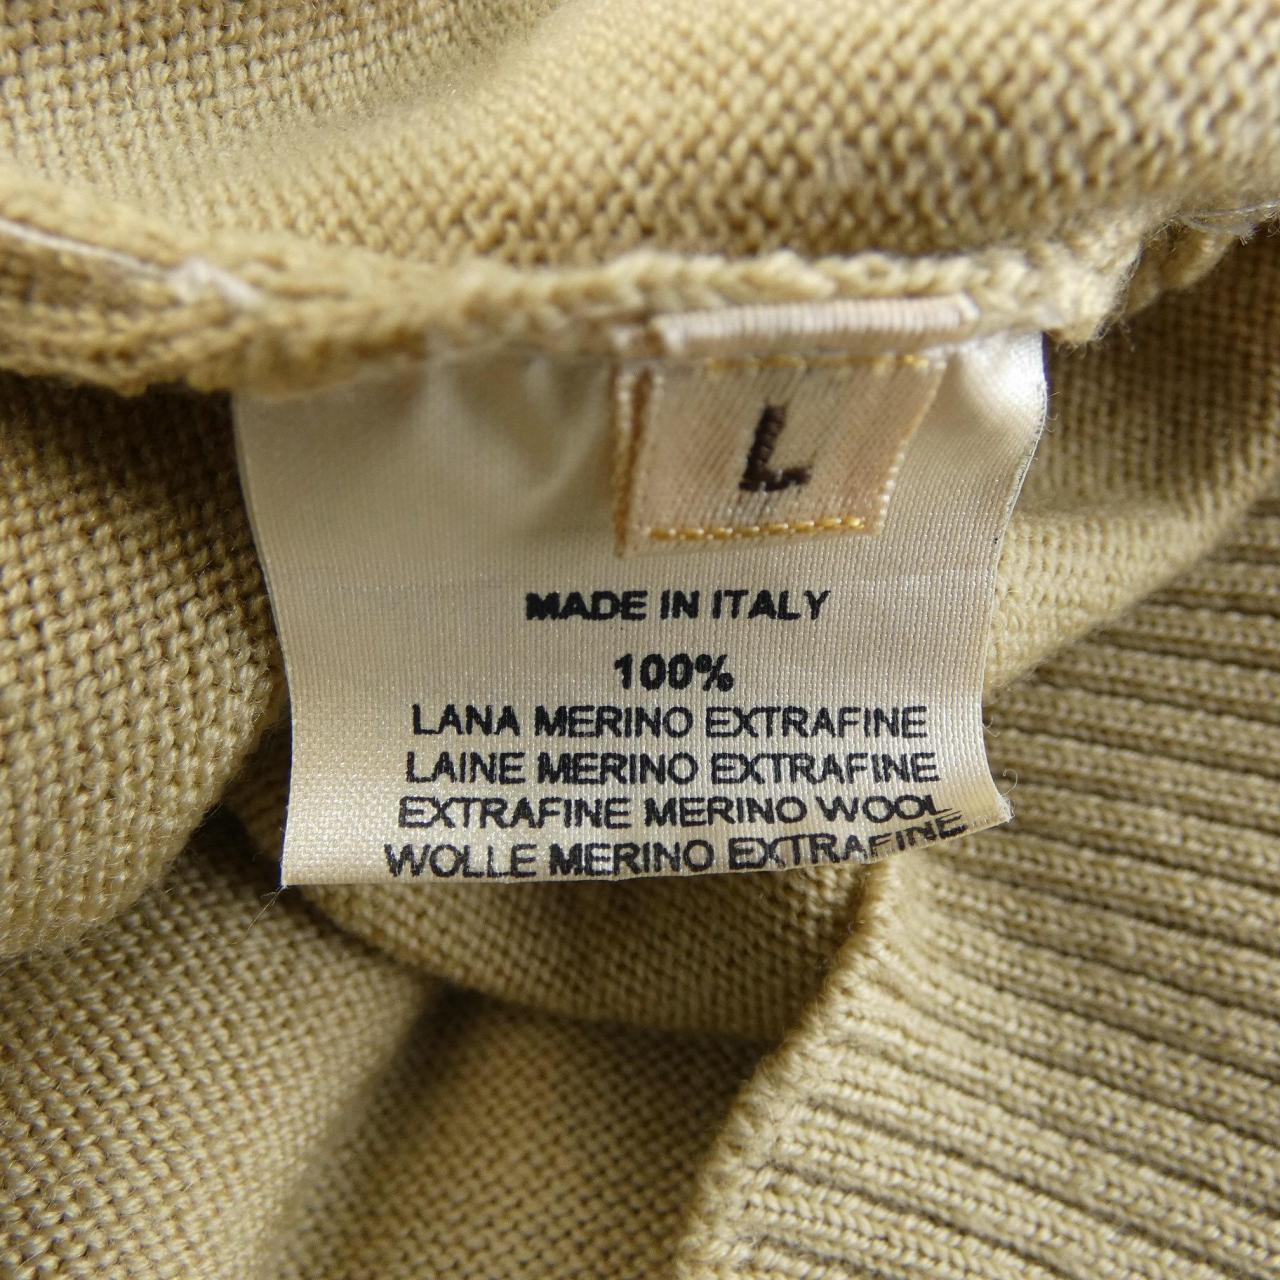 L
MADE IN ITALY
100%
LANA MERINO EXTRAFINE
LAINE MERINO EXTRAFINE
EXTRAFINE MERINO WOOL
WOLLE MERINO EXTRAFINE